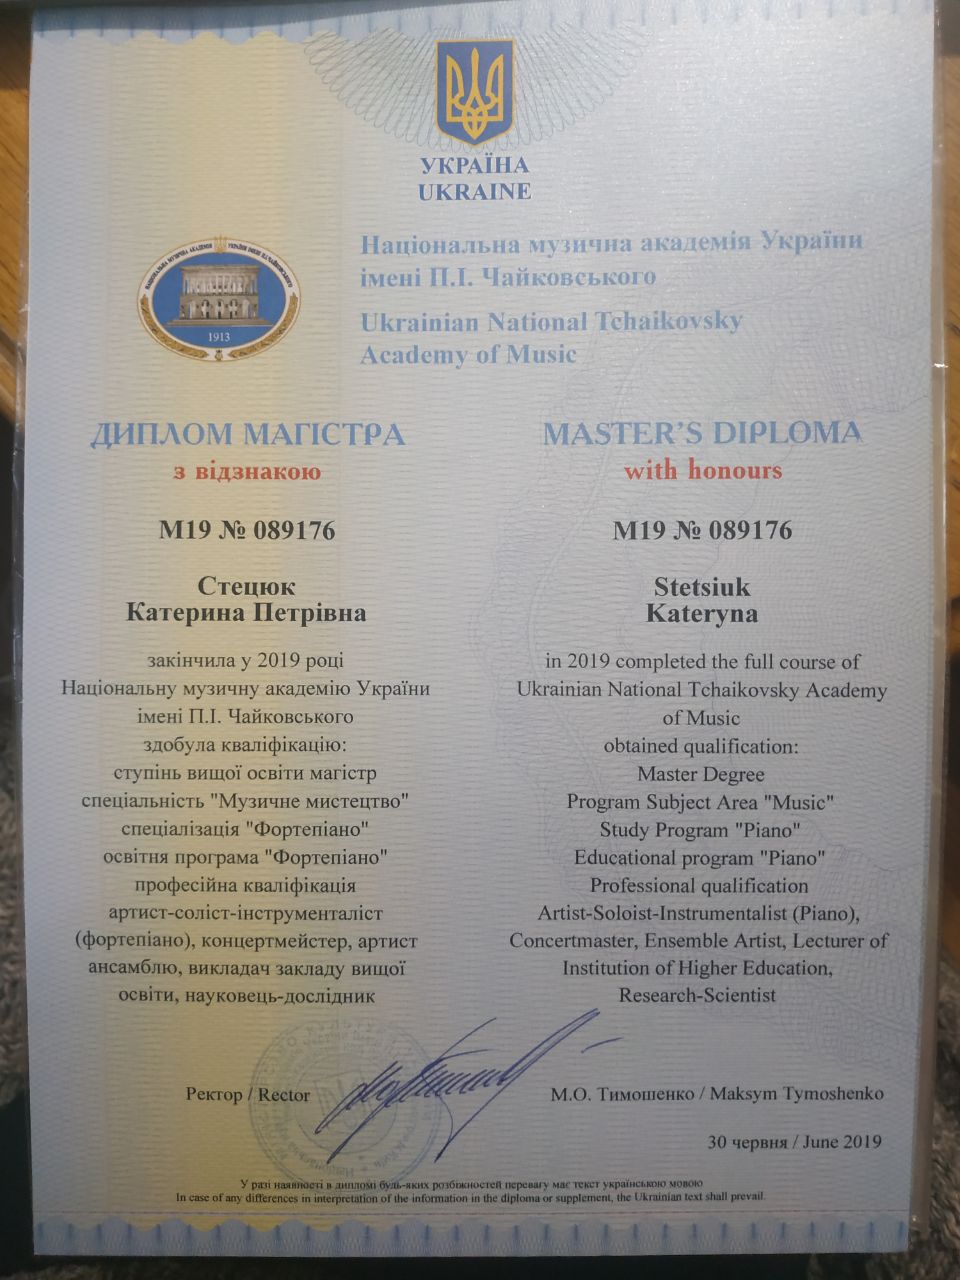 УКРАЇНА
UKRAINE
НАЦІОНАЛЬНА МУЗИЧНА АКАДЕМІЯ УКРАЇНИ ІМЕНІ П.І.ЧАЙКОВСЬКОГО
1913
Національна музична академія України
імені П.І. Чайковського
Ukrainian National Tchaikovsky
Academy of Music
ДИПЛОМ МАГІСТРА
з відзнакою
М19 № 089176
Стецюк
Катерина Петрівна
закінчила у 2019 році
Національну музичну академію України
імені П.І. Чайковського
здобула кваліфікацію:
ступінь вищої освіти магістр
спеціальність "Музичне мистецтво"
спеціалізація "Фортепіано"
освітня програма "Фортепіано"
професійна кваліфікація
артист-соліст-інструменталіст
(фортепіано), концертмейстер, артист
ансамблю, викладач закладу вищої
освіти, науковець-дослідник
MASTER'S DIPLOMA
with honours
М19 № 089176
Stetsiuk
Kateryna
in 2019 completed the full course of
Ukrainian National Tchaikovsky Academy
of Music
obtained qualification:
Master Degree
Program Subject Area "Music"
Study Program "Piano"
Educational program "Piano"
Professional qualification
Artist-Soloist-Instrumentalist (Piano),
Concertmaster, Ensemble Artist, Lecturer of
Institution of Higher Education,
Research-Scientist
Ректор / Rector
М.О. Тимошенко / Maksym Tymoshenko
30 червня / June 2019
У разі наявності в дипломі будь-яких розбіжностей перевагу має текст українською мовою
In case of any differences in interpretation of the information in the diploma or supplement, the Ukrainian text shall prevail.